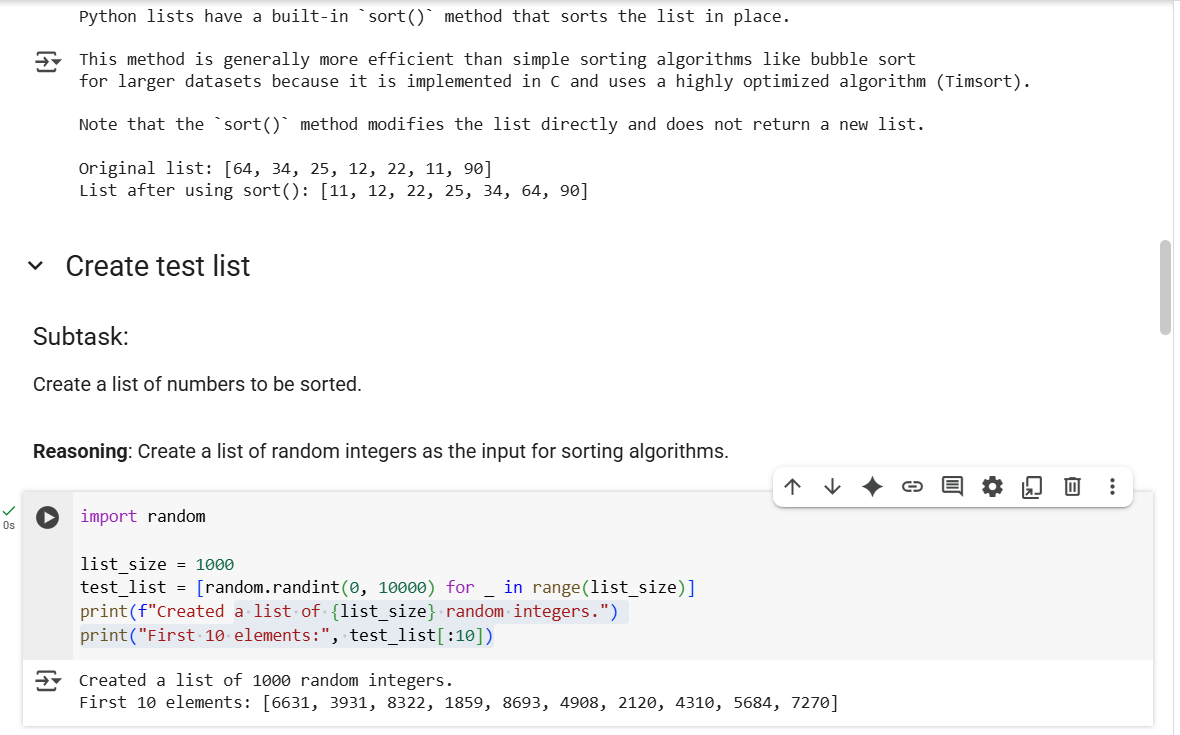 Python lists have a built-in `sort()` method that sorts the list in place.
This method is generally more efficient than simple sorting algorithms like bubble sort
for larger datasets because it is implemented in C and uses a highly optimized algorithm (Timsort).
Note that the `sort()` method modifies the list directly and does not return a new list.
Original list: [64, 34, 25, 12, 22, 11, 90]
List after using sort(): [11, 12, 22, 25, 34, 64, 90]
Create test list
Subtask:
Create a list of numbers to be sorted.
Reasoning: Create a list of random integers as the input for sorting algorithms.
0s
import random
list_size = 1000
test_list = [random.randint(0, 10000) for _ in range(list_size)]
print(f"Created a list of {list_size} random integers.")
print("First 10 elements:", test_list[:10])
Created a list of 1000 random integers.
First 10 elements: [6631, 3931, 8322, 1859, 8693, 4908, 2120, 4310, 5684, 7270]